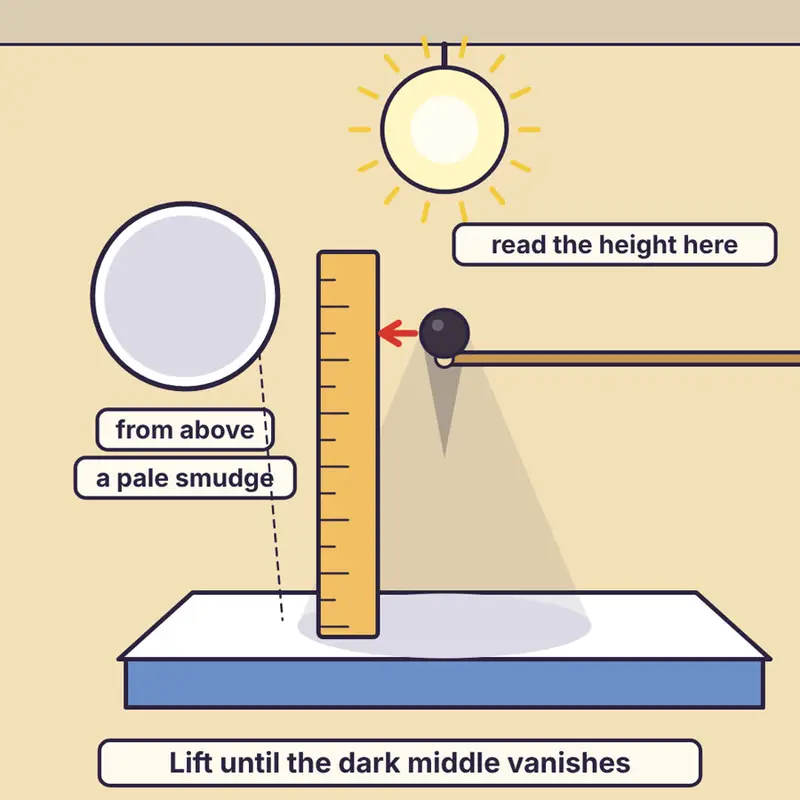 read the height here
from above
a pale smudge
Lift until the dark middle vanishes